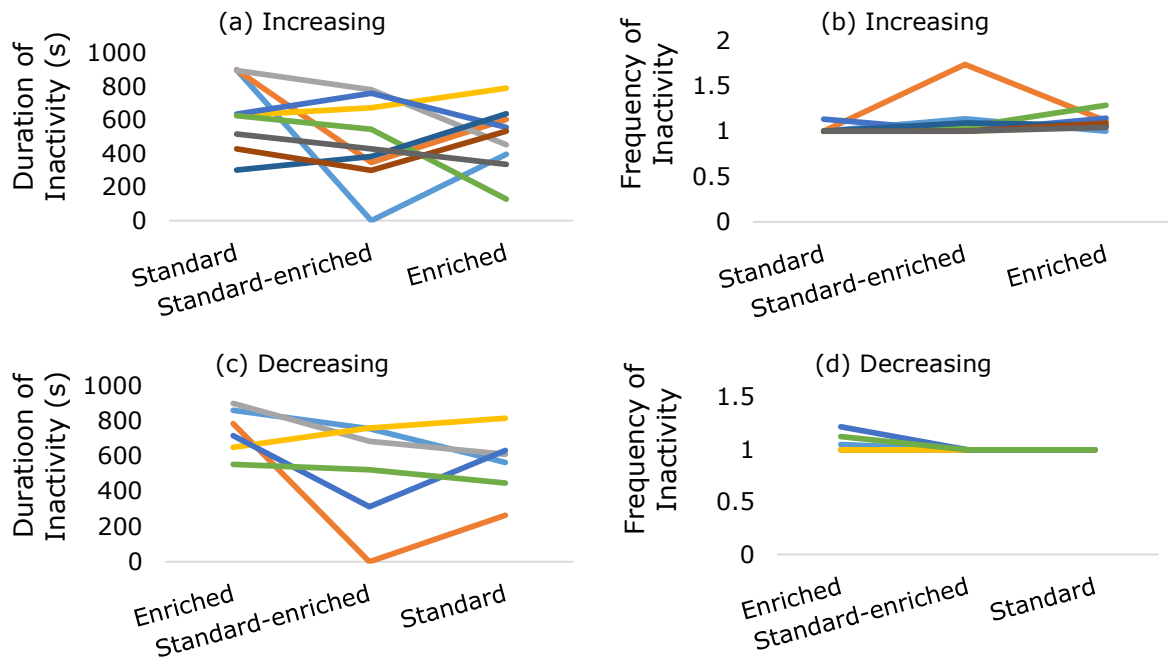 (a) Increasing
Duration of
Inactivity (s)
1000
800
600
400
200
0
Standard
Standard-enriched
Enriched
(b) Increasing
Frequency of
Inactivity
2
1.5
1
0.5
0
Standard
Standard-enriched
Enriched
(c) Decreasing
Duratioon of
Inactivity (s)
1000
800
600
400
200
0
Enriched
Standard-enriched
Standard
(d) Decreasing
Frequency of
Inactivity
1.5
1
0.5
0
Enriched
Standard-enriched
Standard